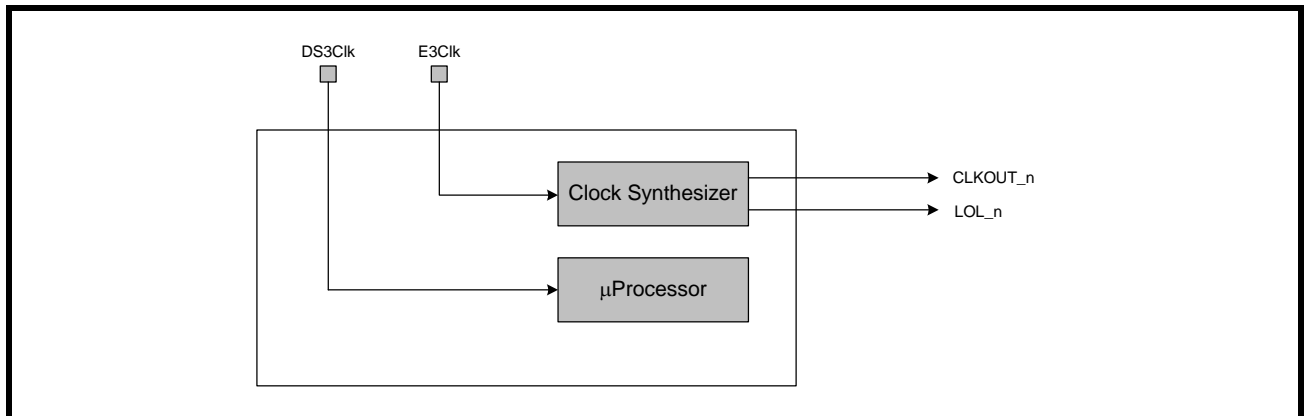 DS3Clk
E3Clk
Clock Synthesizer
CLKOUT_n
LOL_n
μProcessor